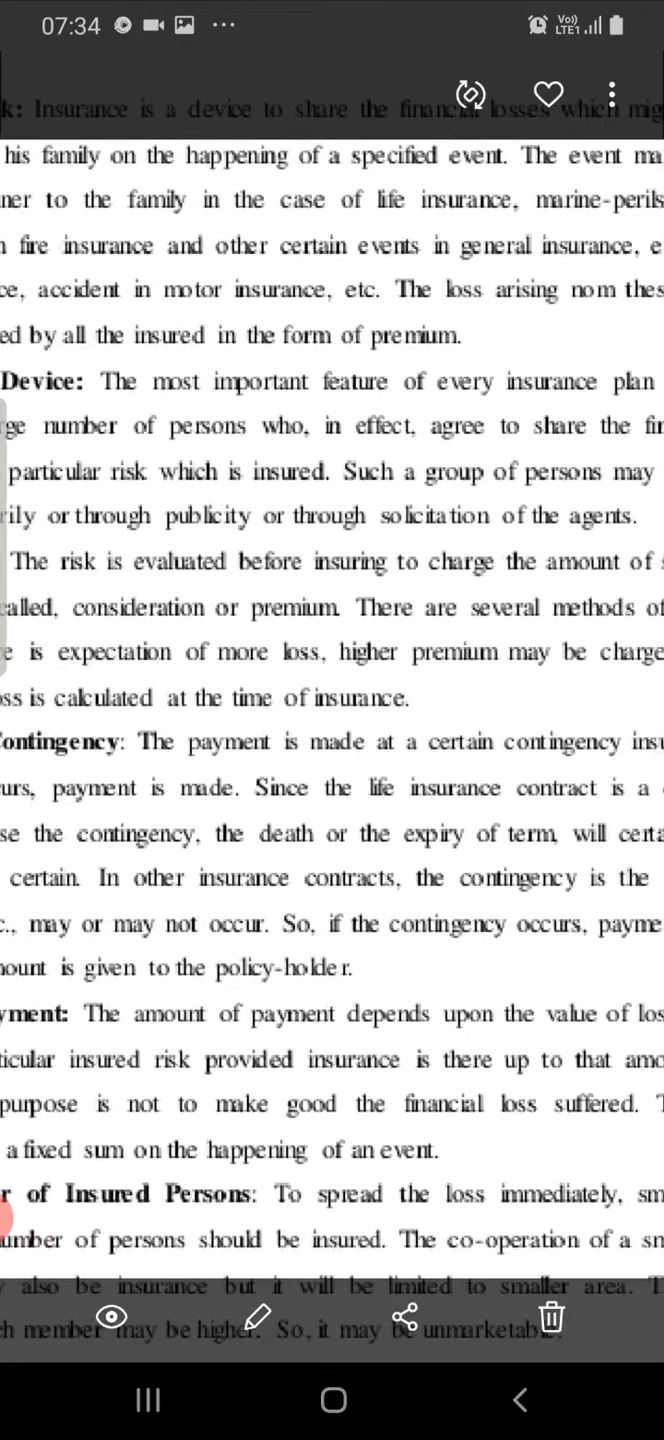 07:34
Vo))
LTE1
k: Insurance is a device to share the financial losses which mig
his family on the happening of a specified event. The event ma
ner to the family in the case of life insurance, marine-perils
n fire insurance and other certain events in general insurance, e
ce, accident in motor insurance, etc. The loss arising nom thes
ed by all the insured in the form of premium.
Device: The most important feature of every insurance plan
rge number of persons who, in effect, agree to share the fin
particular risk which is insured. Such a group of persons may
rily or through publicity or through solicitation of the agents.
The risk is evaluated before insuring to charge the amount of s
called, consideration or premium. There are several methods of
e is expectation of more loss, higher premium may be charge
oss is calculated at the time of insurance.
Contingency: The payment is made at a certain contingency insu
urs, payment is made. Since the life insurance contract is a
se the contingency, the death or the expiry of term, will certa
certain. In other insurance contracts, the contingency is the
c., may or may not occur. So, if the contingency occurs, payme
mount is given to the policy-holder.
yment: The amount of payment depends upon the value of los
ticular insured risk provided insurance is there up to that amo
purpose is not to make good the financial loss suffered. T
a fixed sum on the happening of an event.
r of Insured Persons: To spread the loss immediately, sm
umber of persons should be insured. The co-operation of a sm
y also be insurance but it will be limited to smaller area. T
ch member may be higher. So, it may be unmarketable.